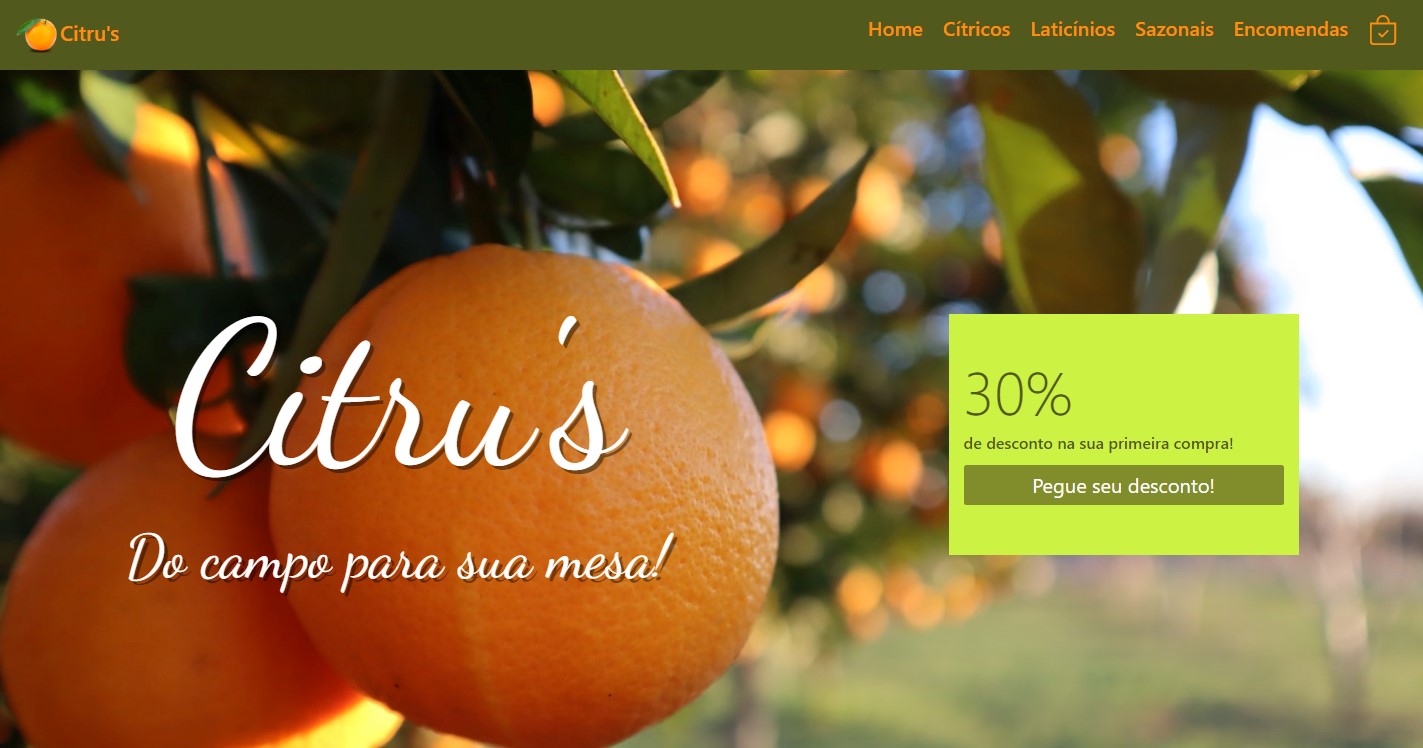 Citru's
Home Cítricos Laticínios Sazonais Encomendas
Citru's
Do campo para sua mesa!
30%
de desconto na sua primeira compra!
Pegue seu desconto!